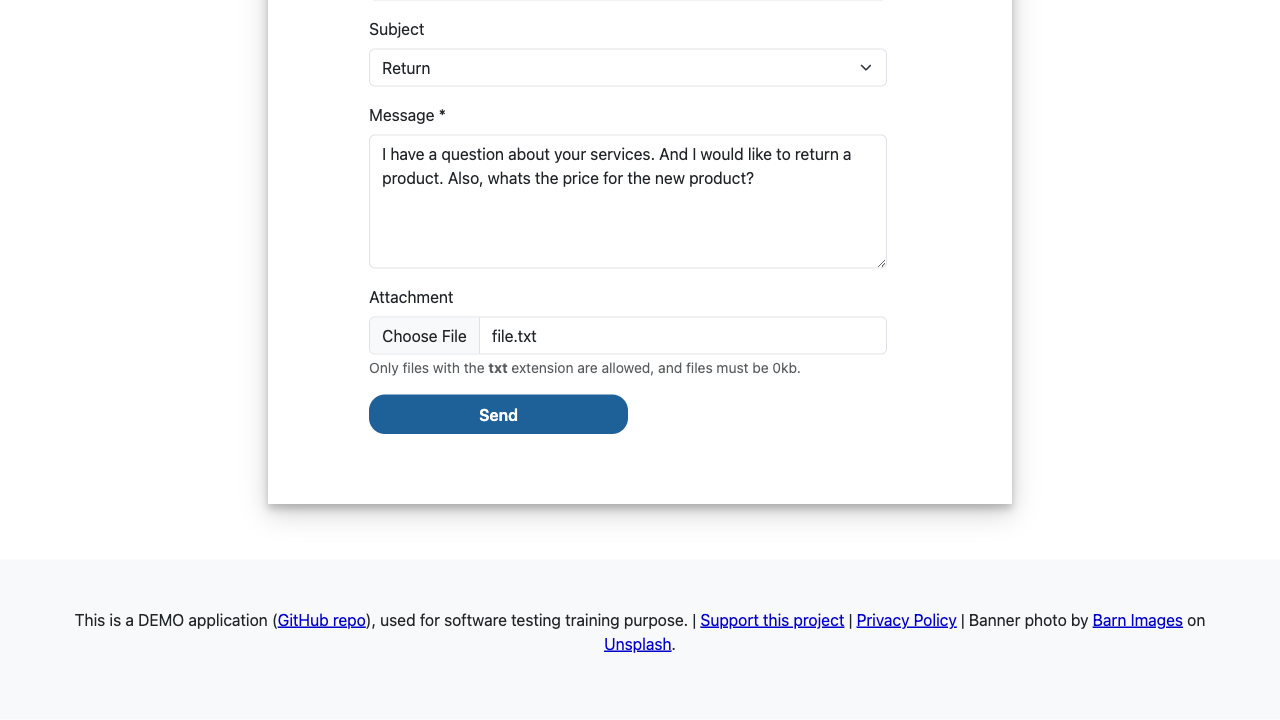 Subject
Return
Message *
I have a question about your services. And I would like to return a
product. Also, whats the price for the new product?
Attachment
Choose File file.txt
Only files with the txt extension are allowed, and files must be 0kb.
Send
This is a DEMO application (GitHub repo), used for software testing training purpose. | Support this project | Privacy Policy | Banner photo by Barn Images on
Unsplash.